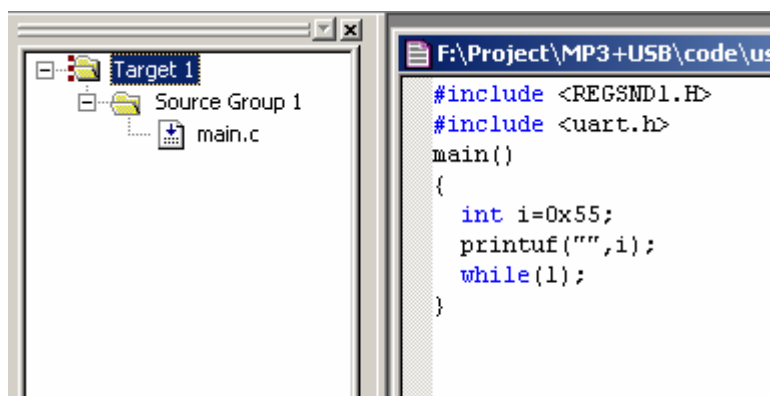 Target 1
Source Group 1
main.c
F:\Project\MP3+USB\code\us
#include <REGSND1.H>
#include <uart.h>
main()
{
int i=0x55;
printuf("",i);
while(1);
}